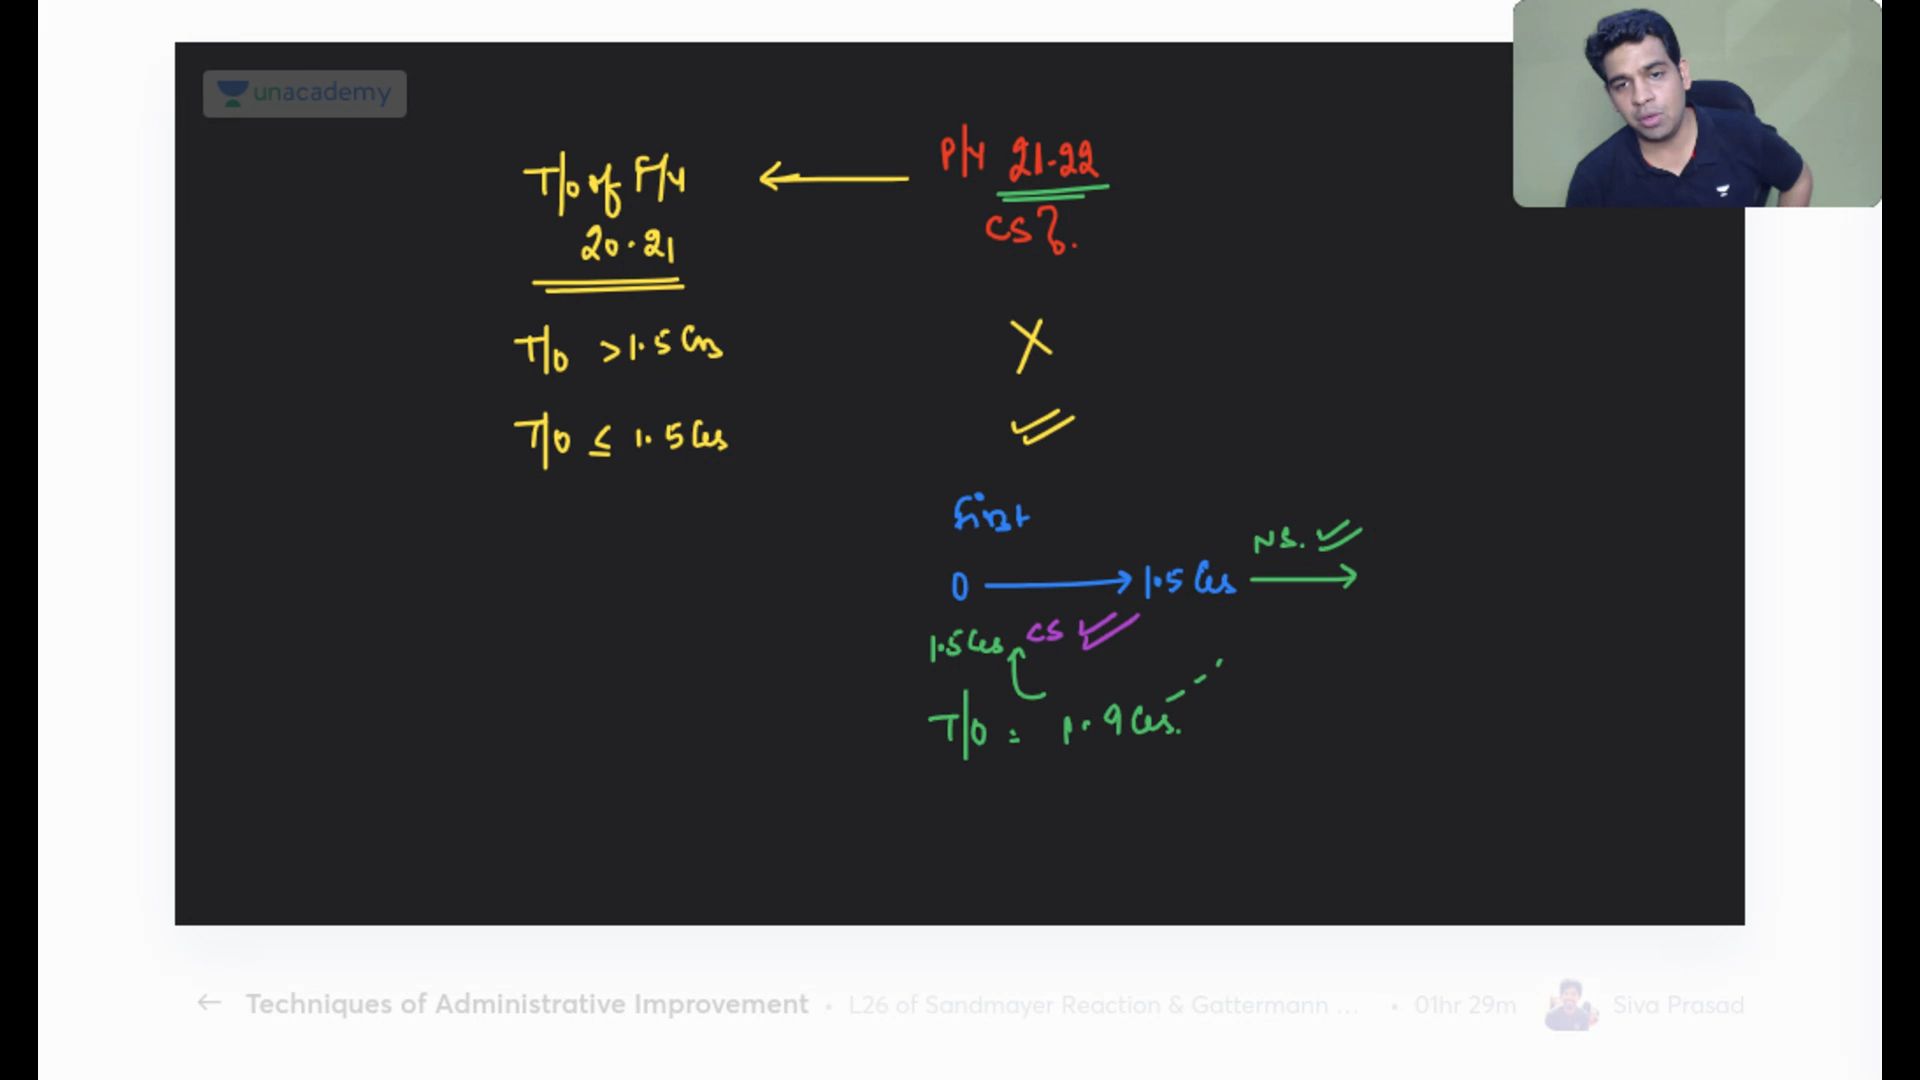 unacademy
T/O of F/Y ← P/Y 21-22
20-21 CS?
T/O > 1.5 Crs X
T/O ≤ 1.5 Crs
first
NS.
0 → 1.5 Crs →
1.5 Crs CS
T/O = 1.9 Crs.
← Techniques of Administrative Improvement • L26 of Sandmayer Reaction & Gattermann ... • 01hr 29m Siva Prasad